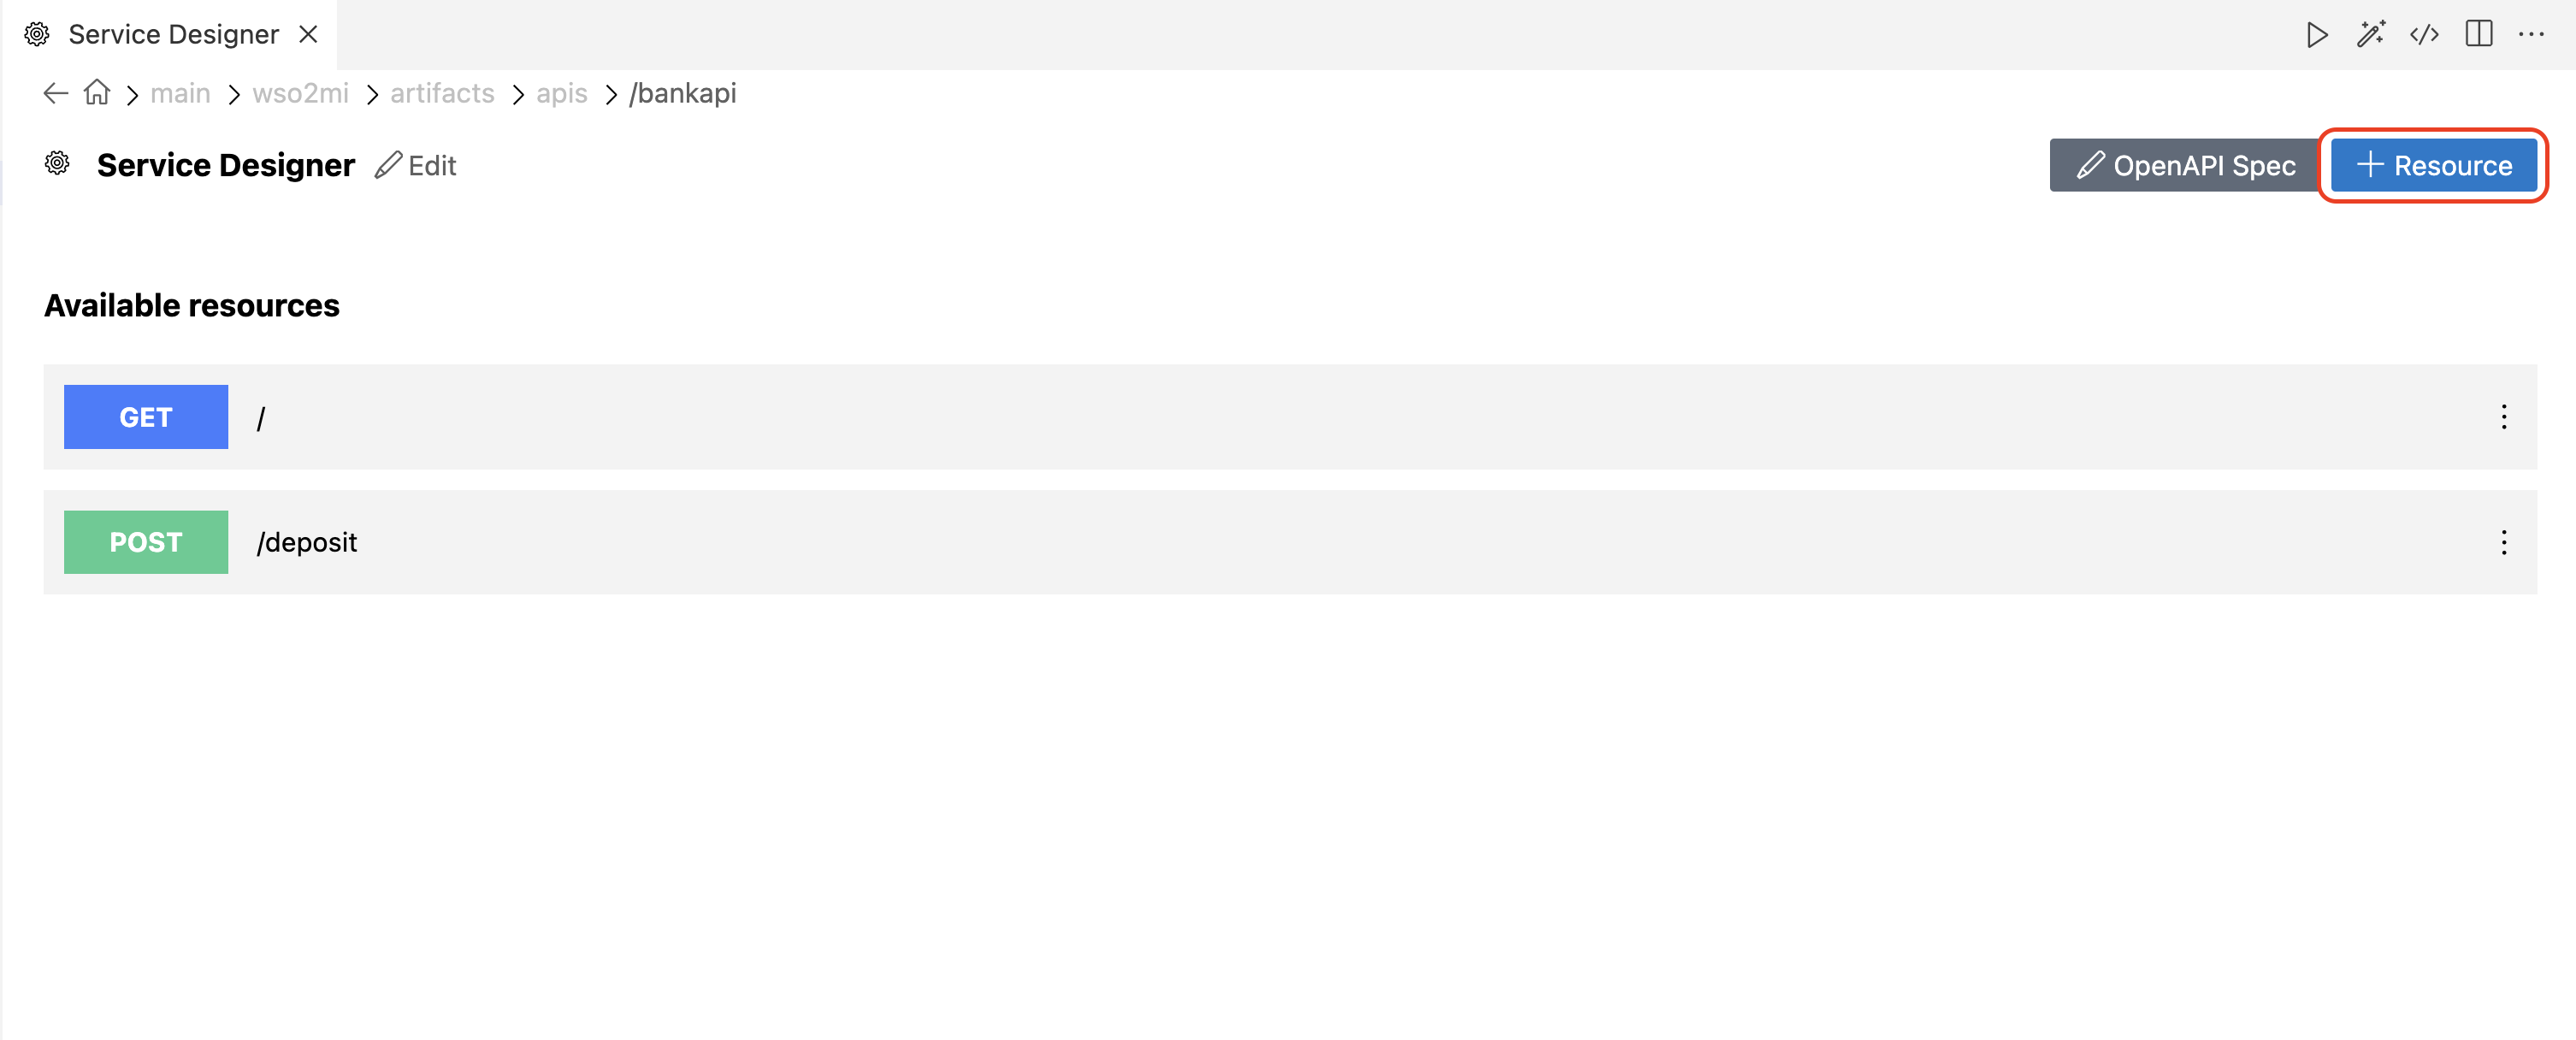 Service Designer
main > wso2mi > artifacts > apis > /bankapi
Service Designer Edit OpenAPI Spec + Resource
Available resources
GET /
POST /deposit